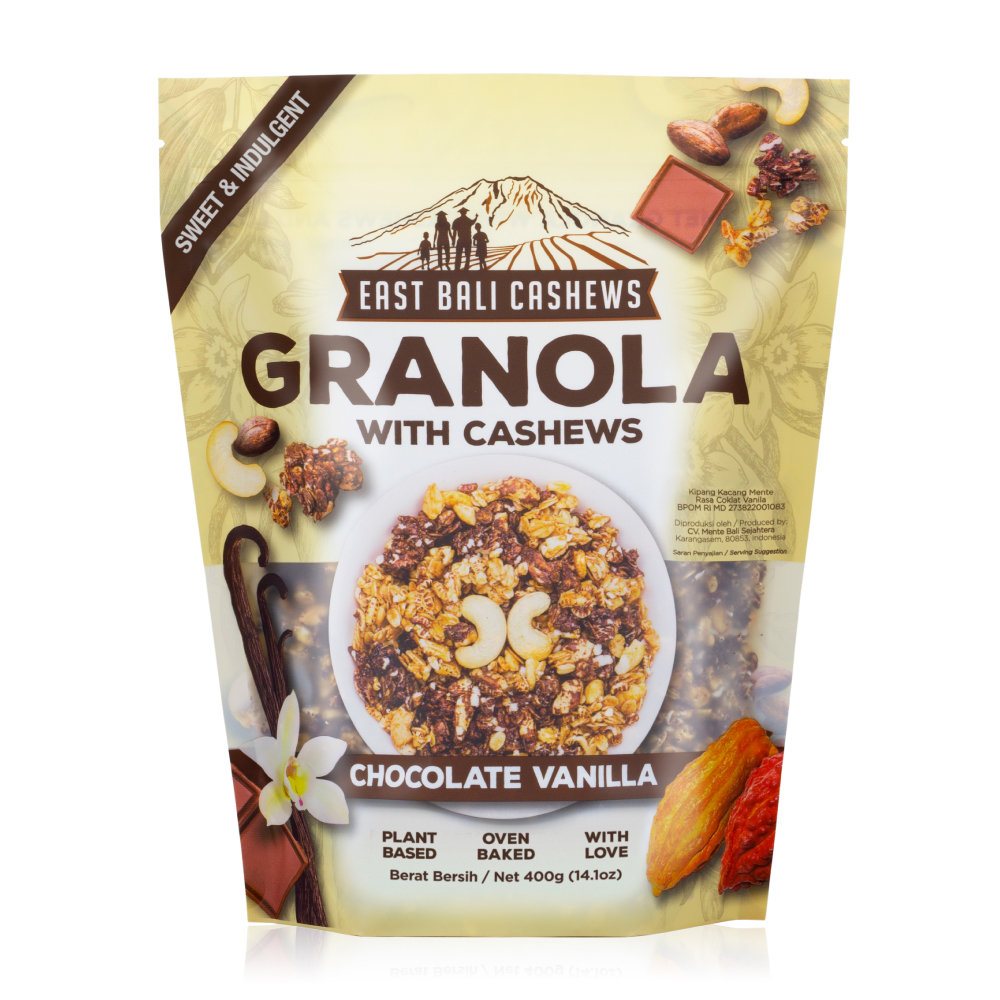 SWEET & INDULGENT
EAST BALI CASHEWS
GRANOLA
WITH CASHEWS
Kipang Kacang Mente
Rasa Coklat Vanila
BPOM RI MD 273822001083
Diproduksi oleh / Produced by:
CV. Mente Bali Sejahtera
Karangasem, 80853, Indonesia
Saran Penyajian / Serving Suggestion
CHOCOLATE VANILLA
PLANT BASED
OVEN BAKED
WITH LOVE
Berat Bersih / Net 400g (14.1oz)